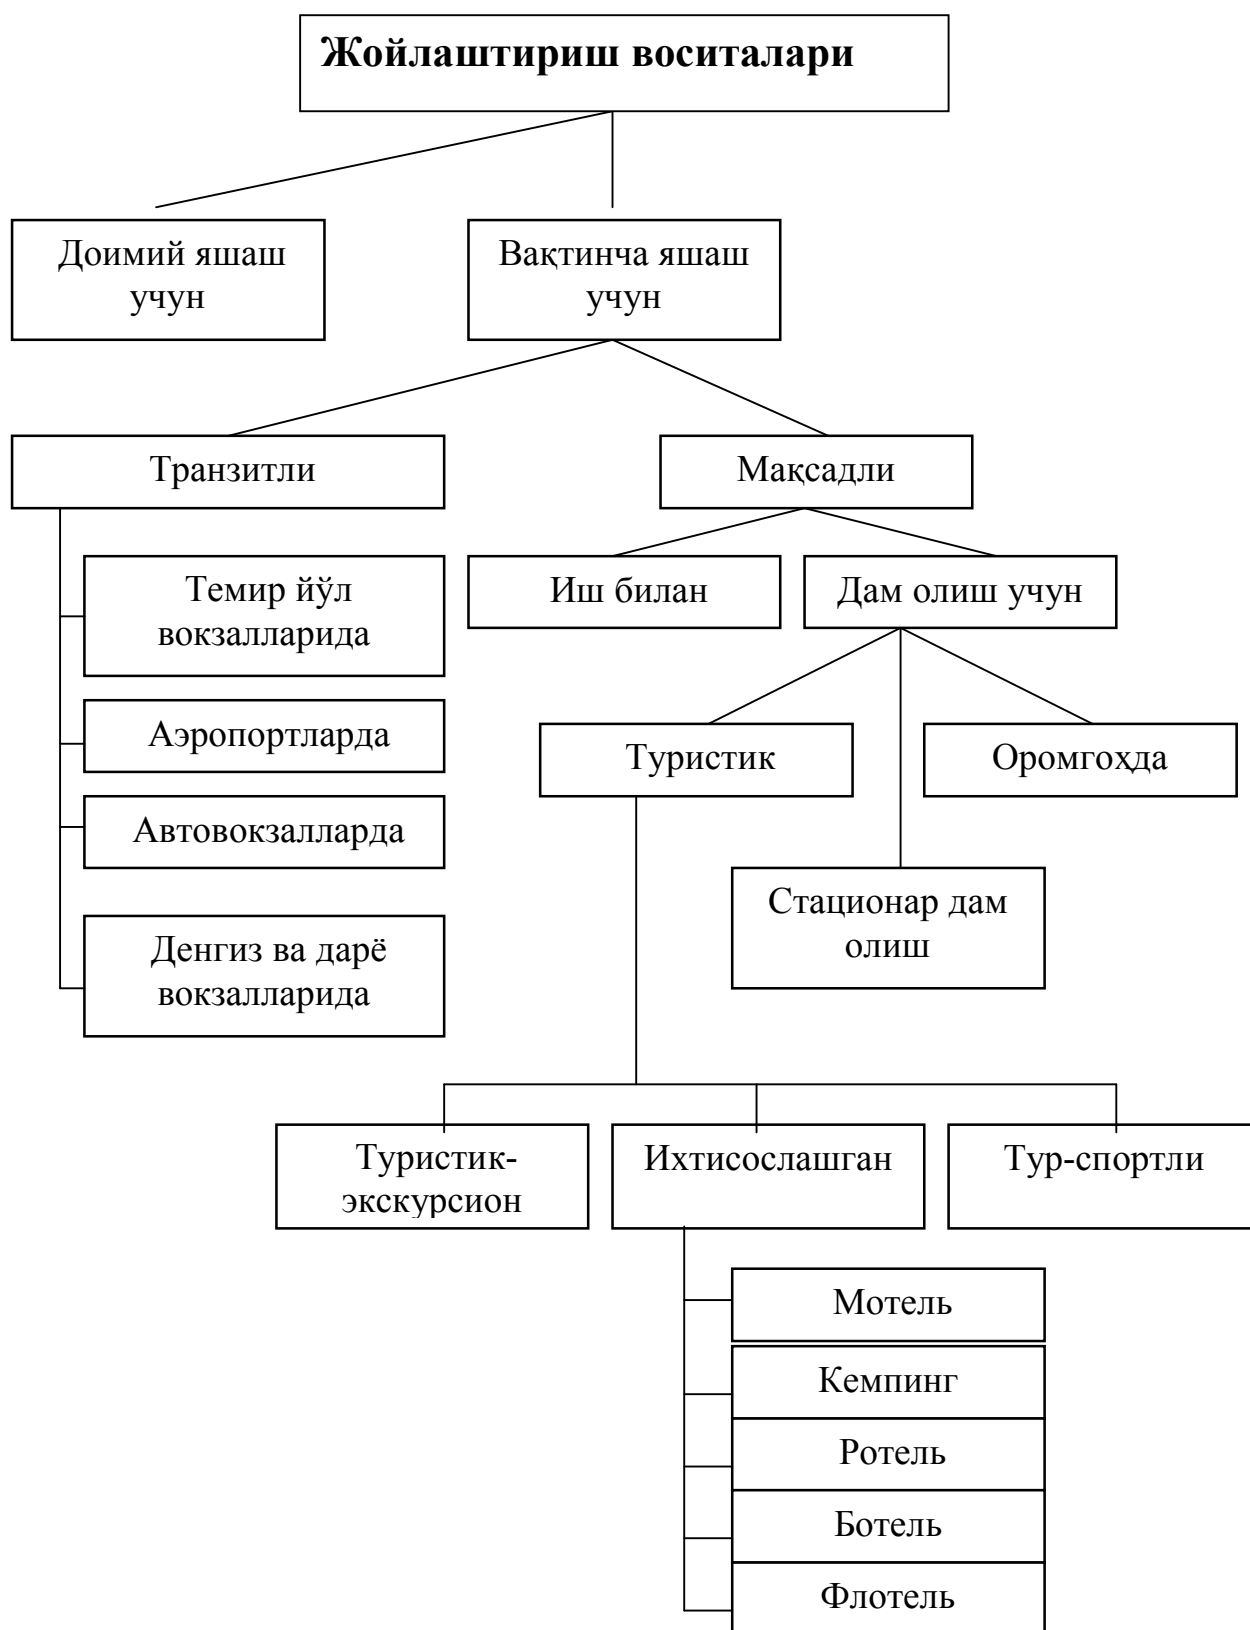 Жойлаштириш воситалари
Доимий яшаш
учун
Вақтинча яшаш
учун
Транзитли
Мақсадли
Темир йўл
вокзалларида
Иш билан
Дам олиш учун
Аэропортларда
Туристик
Оромгоҳда
Автовокзалларда
Стационар дам
олиш
Денгиз ва дарё
вокзалларида
Туристик-
экскурсион
Ихтисослашган
Тур-спортли
Мотель
Кемпинг
Ротель
Ботель
Флотель